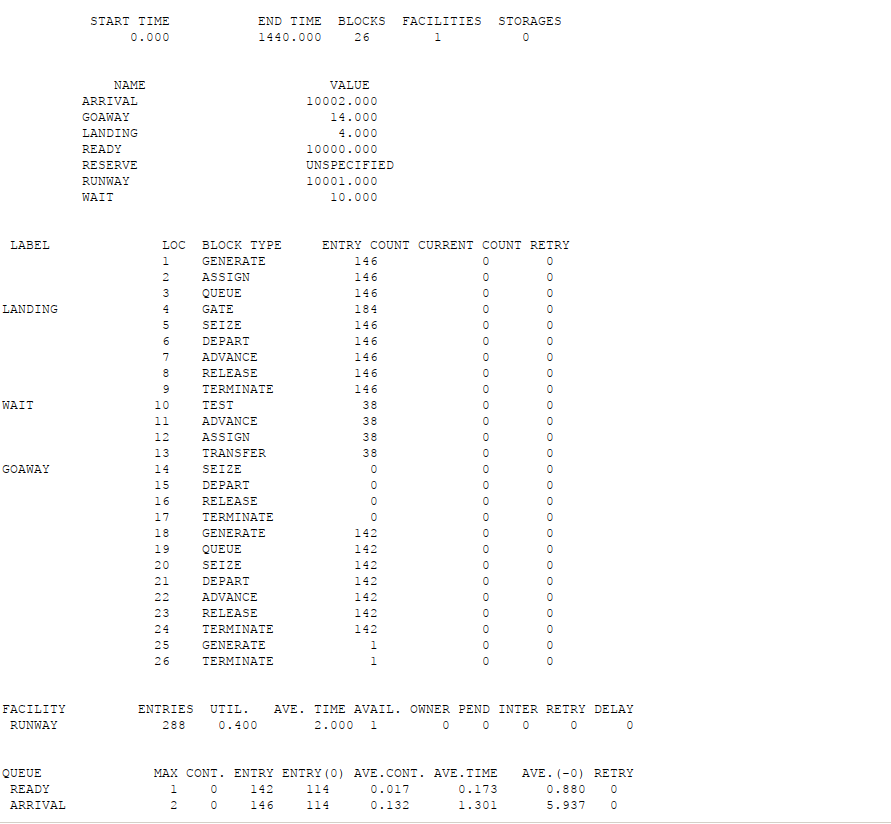 START TIME END TIME BLOCKS FACILITIES STORAGES
0.000 1440.000 26 1 0
NAME VALUE
ARRIVAL 10002.000
GOAWAY 14.000
LANDING 4.000
READY 10000.000
RESERVE UNSPECIFIED
RUNWAY 10001.000
WAIT 10.000
LABEL LOC BLOCK TYPE ENTRY COUNT CURRENT COUNT RETRY
1 GENERATE 146 0 0
2 ASSIGN 146 0 0
3 QUEUE 146 0 0
LANDING 4 GATE 184 0 0
5 SEIZE 146 0 0
6 DEPART 146 0 0
7 ADVANCE 146 0 0
8 RELEASE 146 0 0
9 TERMINATE 146 0 0
WAIT 10 TEST 38 0 0
11 ADVANCE 38 0 0
12 ASSIGN 38 0 0
13 TRANSFER 38 0 0
GOAWAY 14 SEIZE 0 0 0
15 DEPART 0 0 0
16 RELEASE 0 0 0
17 TERMINATE 0 0 0
18 GENERATE 142 0 0
19 QUEUE 142 0 0
20 SEIZE 142 0 0
21 DEPART 142 0 0
22 ADVANCE 142 0 0
23 RELEASE 142 0 0
24 TERMINATE 142 0 0
25 GENERATE 1 0 0
26 TERMINATE 1 0 0
FACILITY ENTRIES UTIL. AVE. TIME AVAIL. OWNER PEND INTER RETRY DELAY
RUNWAY 288 0.400 2.000 1 0 0 0 0 0
QUEUE MAX CONT. ENTRY ENTRY(0) AVE.CONT. AVE.TIME AVE.(-0) RETRY
READY 1 0 142 114 0.017 0.173 0.880 0
ARRIVAL 2 0 146 114 0.132 1.301 5.937 0